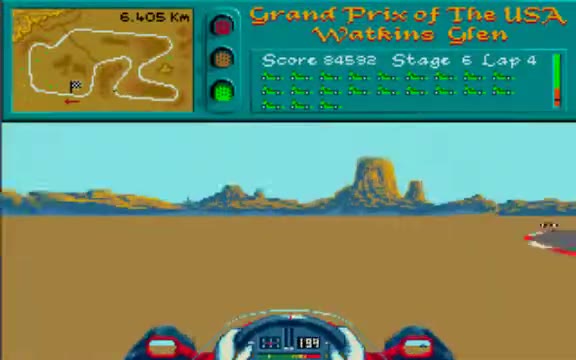 6.405 Km
Grand Prix of The USA
Watkins Glen
Score 84592 Stage 6 Lap 4
194